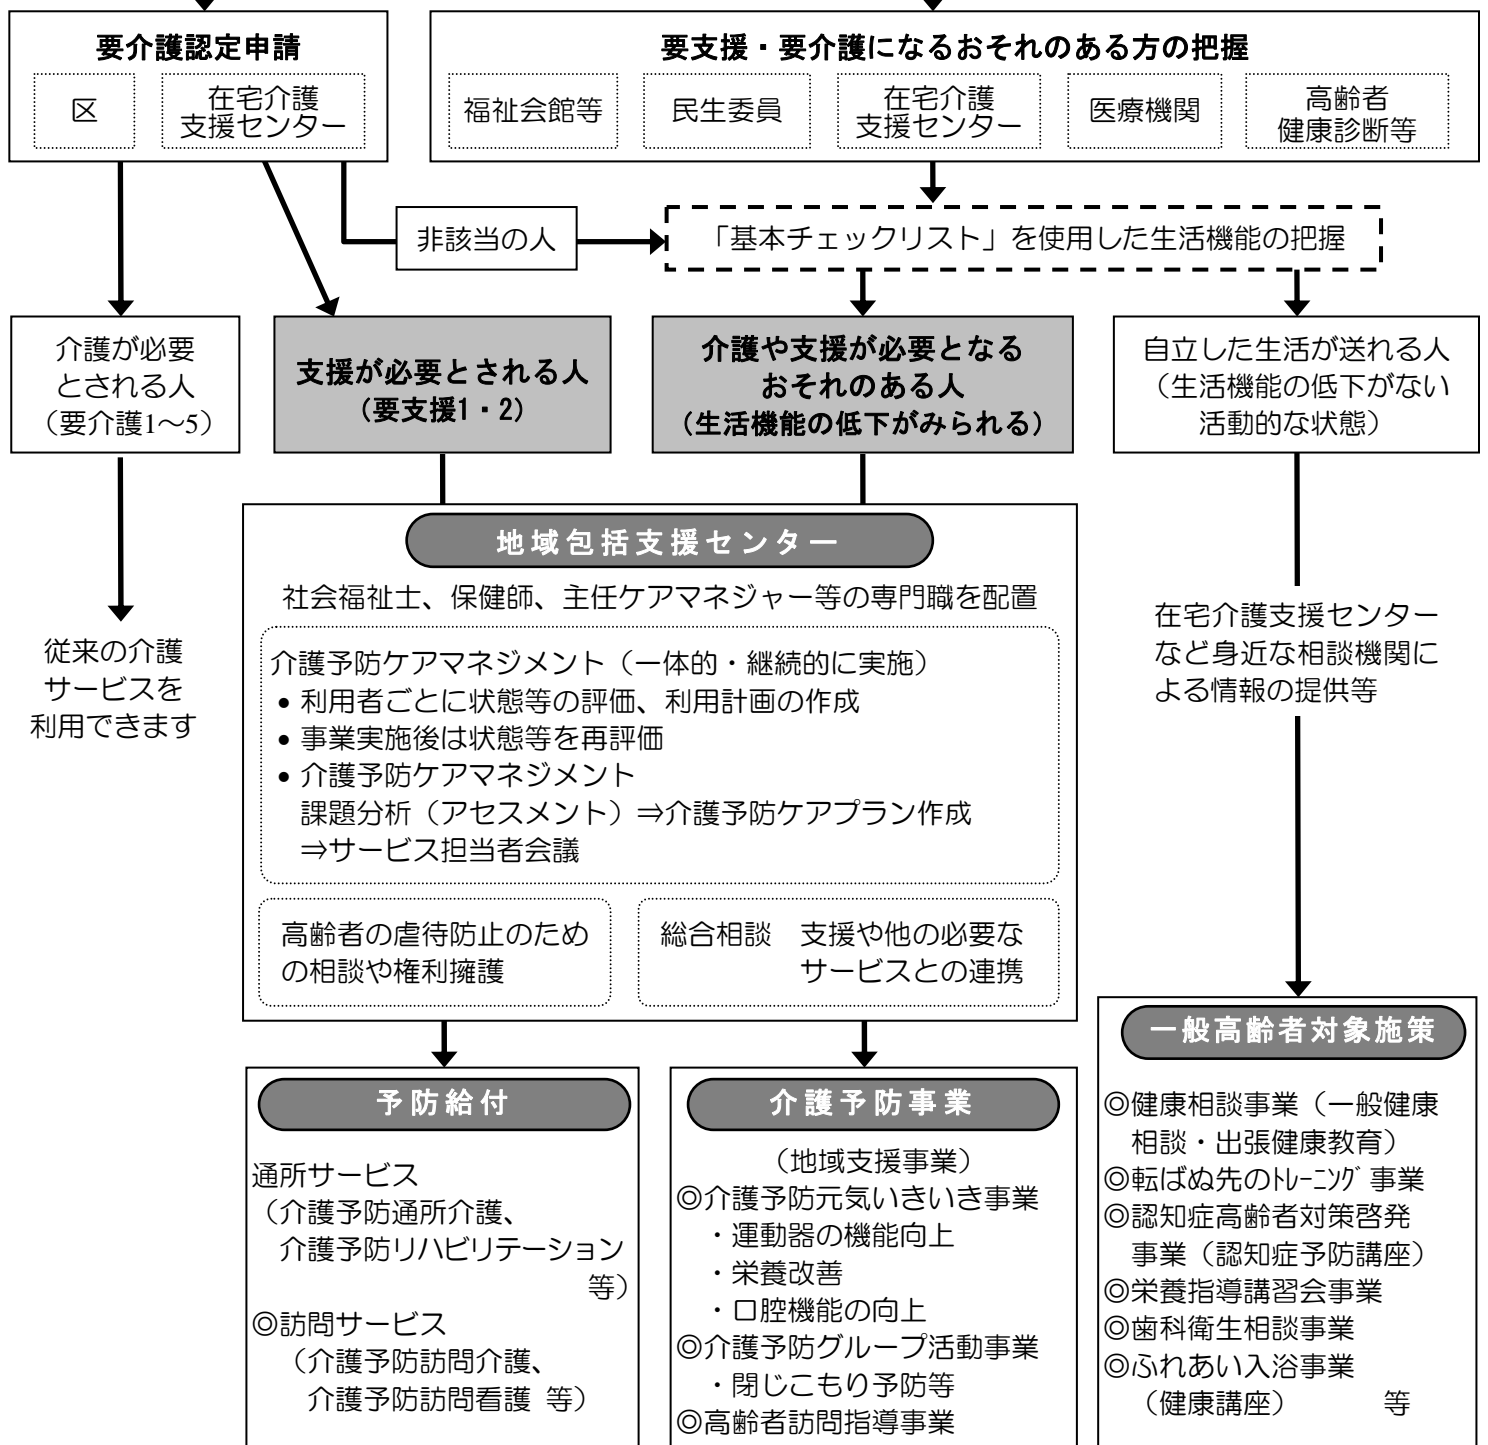 要介護認定申請
区
在宅介護
支援センター
要支援・要介護になるおそれのある方の把握
福祉会館等
民生委員
在宅介護
支援センター
医療機関
高齢者
健康診断等
非該当の人
「基本チェックリスト」を使用した生活機能の把握
介護が必要
とされる人
（要介護1～5）
支援が必要とされる人
（要支援1・2）
介護や支援が必要となる
おそれのある人
（生活機能の低下がみられる）
自立した生活が送れる人
（生活機能の低下がない
活動的な状態）
従来の介護
サービスを
利用できます
地域包括支援センター
社会福祉士、保健師、主任ケアマネジャー等の専門職を配置
介護予防ケアマネジメント（一体的・継続的に実施）
• 利用者ごとに状態等の評価、利用計画の作成
• 事業実施後は状態等を再評価
• 介護予防ケアマネジメント
課題分析（アセスメント）⇒介護予防ケアプラン作成
⇒サービス担当者会議
高齢者の虐待防止のため
の相談や権利擁護
総合相談　支援や他の必要な
サービスとの連携
在宅介護支援センター
など身近な相談機関に
よる情報の提供等
予防給付
通所サービス
（介護予防通所介護、
介護予防リハビリテーション
等）
◎訪問サービス
（介護予防訪問介護、
介護予防訪問看護 等）
介護予防事業
（地域支援事業）
◎介護予防元気いきいき事業
・運動器の機能向上
・栄養改善
・口腔機能の向上
◎介護予防グループ活動事業
・閉じこもり予防等
◎高齢者訪問指導事業
一般高齢者対象施策
◎健康相談事業（一般健康
相談・出張健康教育）
◎転ばぬ先のﾄﾚｰﾆﾝｸﾞ事業
◎認知症高齢者対策啓発
事業（認知症予防講座）
◎栄養指導講習会事業
◎歯科衛生相談事業
◎ふれあい入浴事業
（健康講座）　　　等